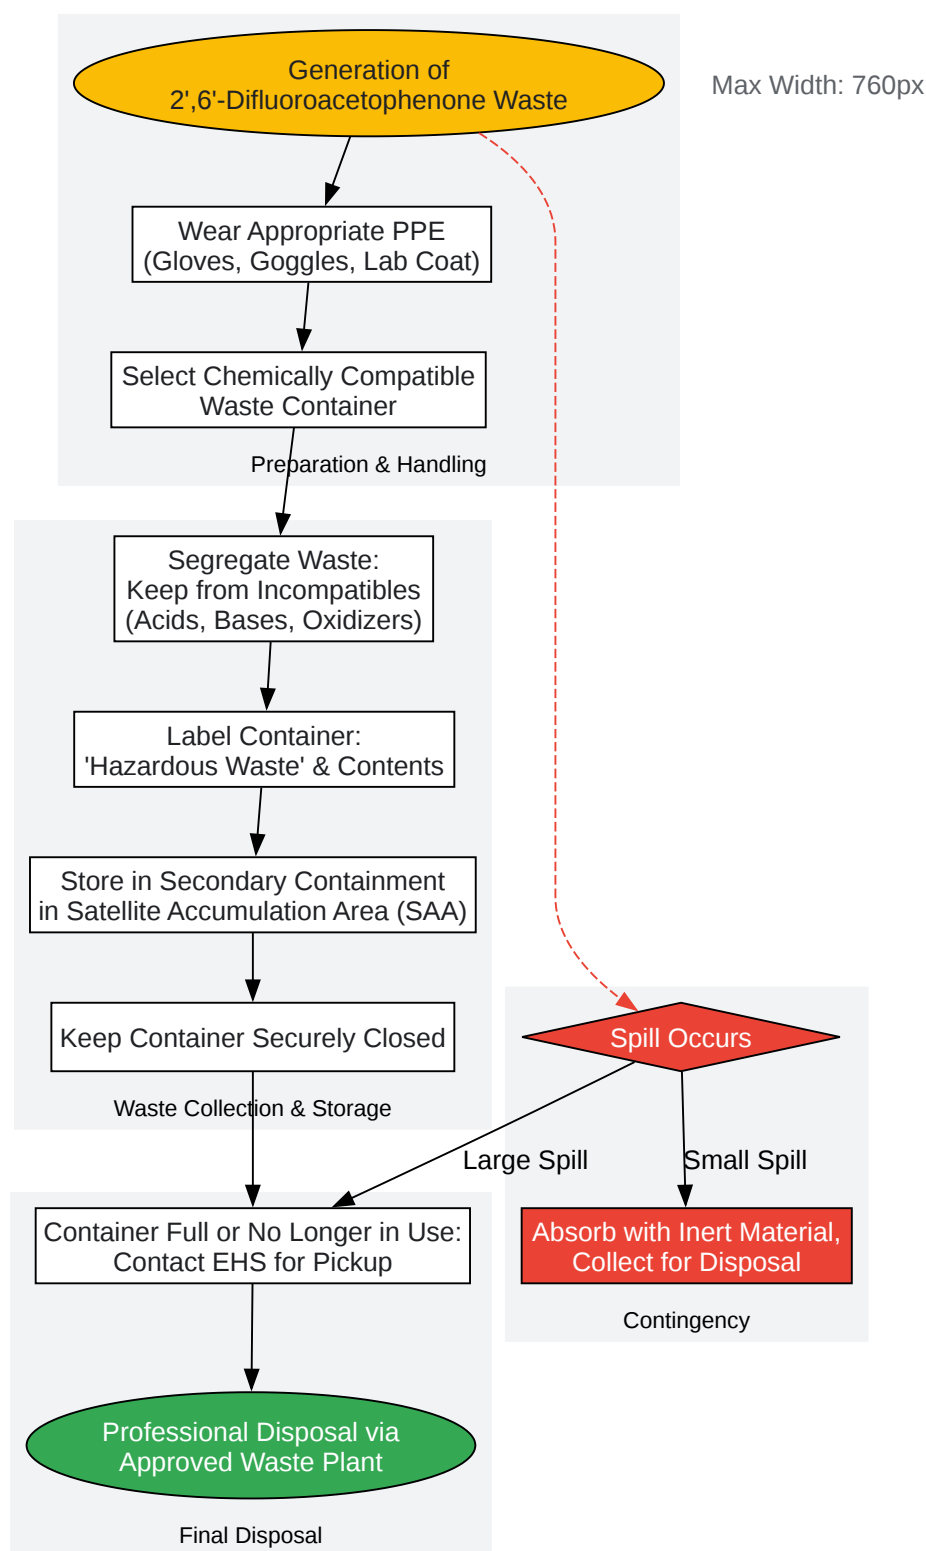 Generation of
2',6'-Difluoroacetophenone Waste
Max Width: 760px
Wear Appropriate PPE
(Gloves, Goggles, Lab Coat)
Select Chemically Compatible
Waste Container
Preparation & Handling
Segregate Waste:
Keep from Incompatibles
(Acids, Bases, Oxidizers)
Label Container:
'Hazardous Waste' & Contents
Store in Secondary Containment
in Satellite Accumulation Area (SAA)
Keep Container Securely Closed
Waste Collection & Storage
Spill Occurs
Large Spill
Small Spill
Container Full or No Longer in Use:
Contact EHS for Pickup
Absorb with Inert Material,
Collect for Disposal
Contingency
Professional Disposal via
Approved Waste Plant
Final Disposal